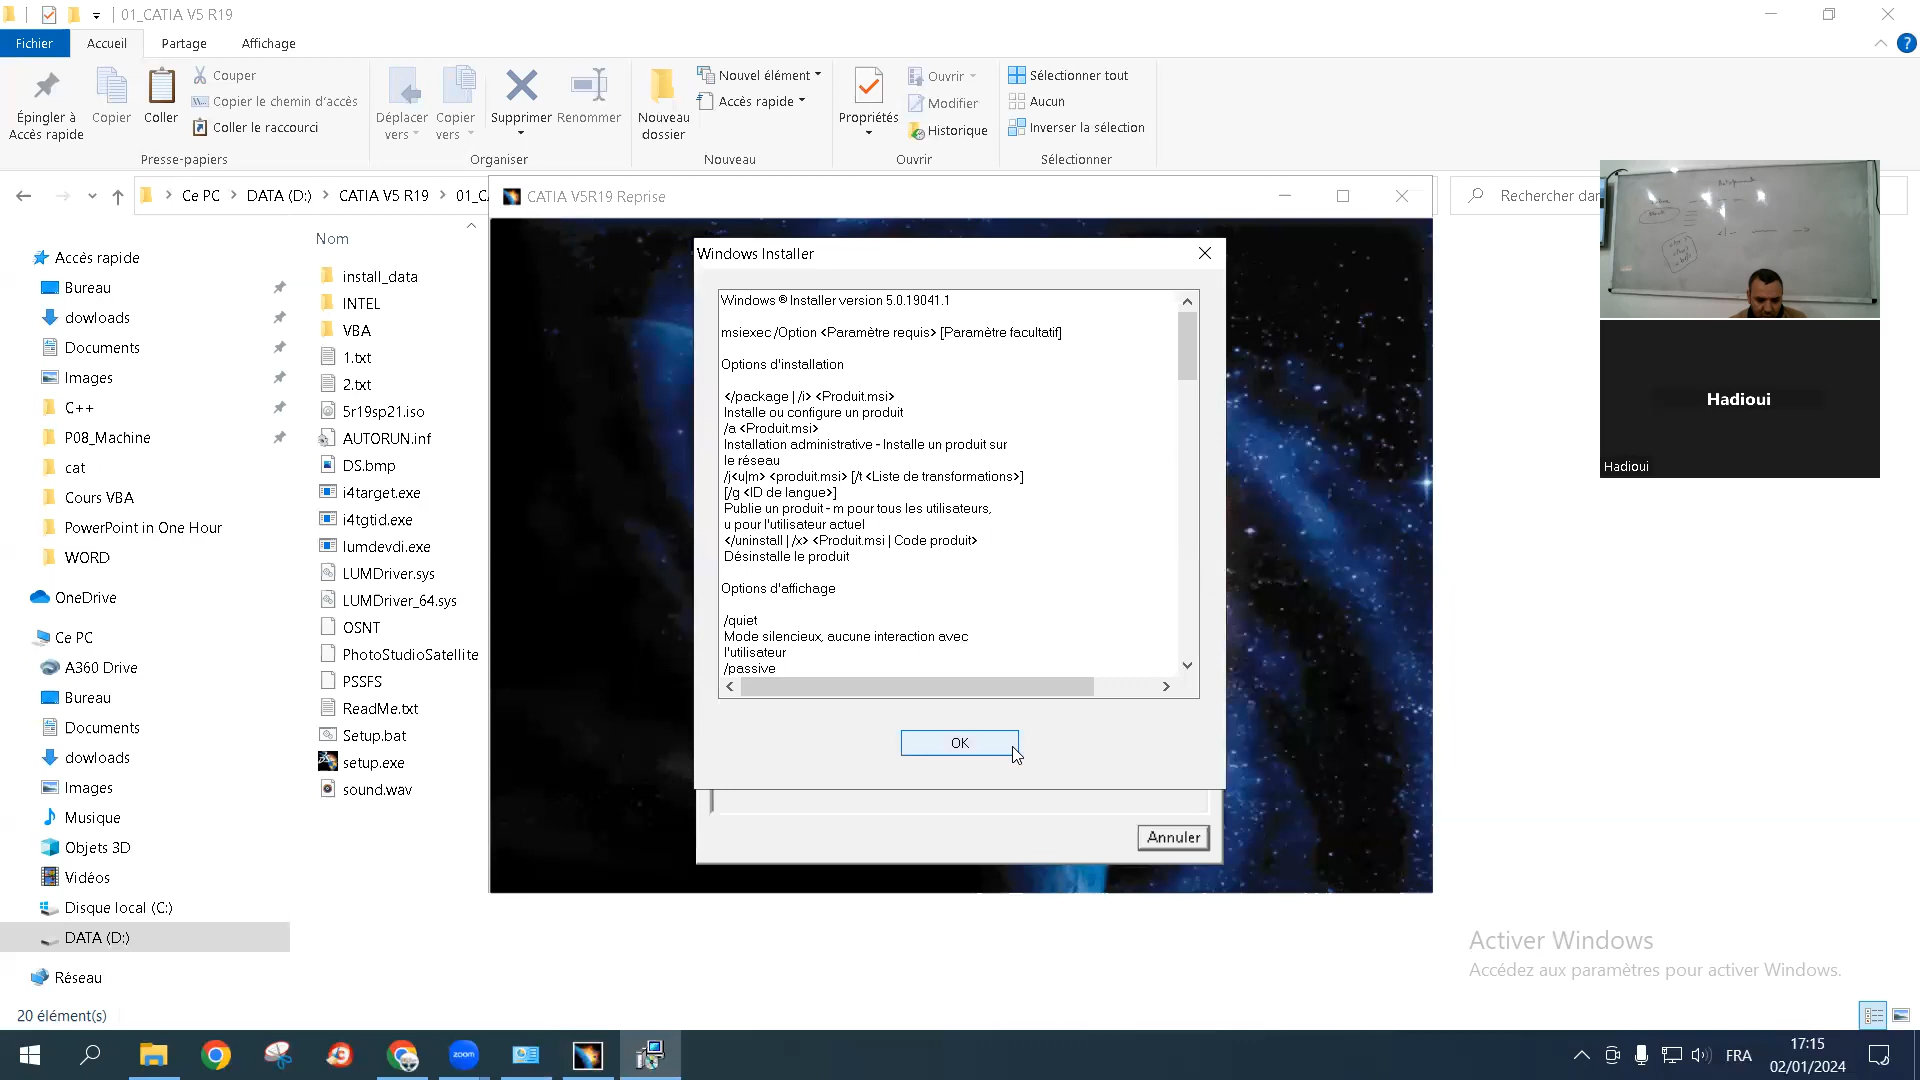 01_CATIA V5 R19
Fichier
Accueil
Partage
Affichage
Épingler à
Accès rapide
Copier
Coller
Couper
Copier le chemin d'accès
Coller le raccourci
Presse-papiers
Déplacer
vers
Copier
vers
Supprimer
Renommer
Organiser
Nouveau
dossier
Nouvel élément
Accès rapide
Nouveau
Propriétés
Ouvrir
Modifier
Historique
Ouvrir
Sélectionner tout
Aucun
Inverser la sélection
Sélectionner
Ce PC
DATA (D:)
CATIA V5 R19
01_C
CATIA V5R19 Reprise
Rechercher dan
Accès rapide
Bureau
dowloads
Documents
Images
C++
P08_Machine
cat
Cours VBA
PowerPoint in One Hour
WORD
OneDrive
Ce PC
A360 Drive
Bureau
Documents
dowloads
Images
Musique
Objets 3D
Vidéos
Disque local (C:)
DATA (D:)
Réseau
20 élément(s)
Nom
install_data
INTEL
VBA
1.txt
2.txt
5r19sp21.iso
AUTORUN.inf
DS.bmp
i4target.exe
i4tgtid.exe
lumdevdi.exe
LUMDriver.sys
LUMDriver_64.sys
OSNT
PhotoStudioSatellite
PSSFS
ReadMe.txt
Setup.bat
setup.exe
sound.wav
Windows Installer
Windows ® Installer version 5.0.19041.1
msiexec /Option <Paramètre requis> [Paramètre facultatif]
Options d'installation
</package | /i> <Produit.msi>
Installe ou configure un produit
/a <Produit.msi>
Installation administrative - Installe un produit sur
le réseau
/j<u|m> <produit.msi> [/t <Liste de transformations>]
[/g <ID de langue>]
Publie un produit - m pour tous les utilisateurs,
u pour l'utilisateur actuel
</uninstall | /x> <Produit.msi | Code produit>
Désinstalle le produit
Options d'affichage
/quiet
Mode silencieux, aucune interaction avec
l'utilisateur
/passive
OK
Annuler
Hadioui
Hadioui
Activer Windows
Accédez aux paramètres pour activer Windows.
zoom
FRA
17:15
02/01/2024